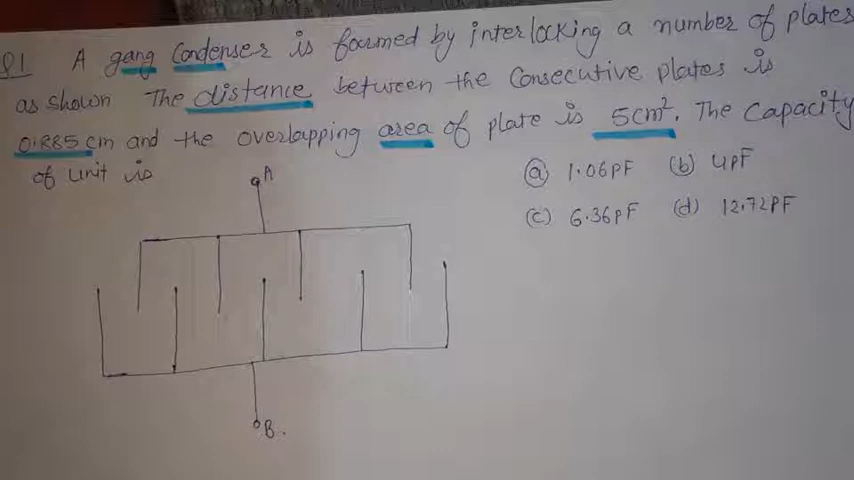 Q1 A gang Condenser is formed by interlocking a number of plates
as shown The distance between the Consecutive plates is
0.885 cm and the overlapping area of plate is 5cm². The Capacity
of unit is
(a) 1.06PF (b) 4PF
(c) 6.36PF (d) 12.72PF
A
B.